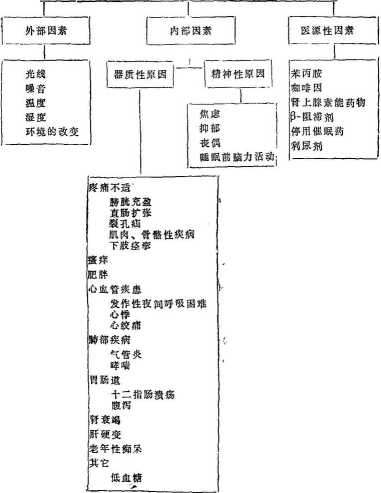 外部因素
内部因素
医源性因素
光线
噪音
温度
湿度
环境的改变
器质性原因
精神性原因
焦虑
抑郁
丧偶
睡眠前脑力活动
苯丙胺
咖啡因
肾上腺素能药物
β-阻滞剂
停用催眠药
利尿剂
疼痛不适
膀胱充盈
直肠扩张
裂孔疝
肌肉、骨骼性疾病
下肢痉挛
瘙痒
肥胖
心血管疾患
发作性夜间呼吸困难
心悸
心绞痛
肺部疾病
气管炎
哮喘
胃肠道
十二指肠溃疡
腹泻
肾衰竭
肝硬变
老年性痴呆
其它
低血糖